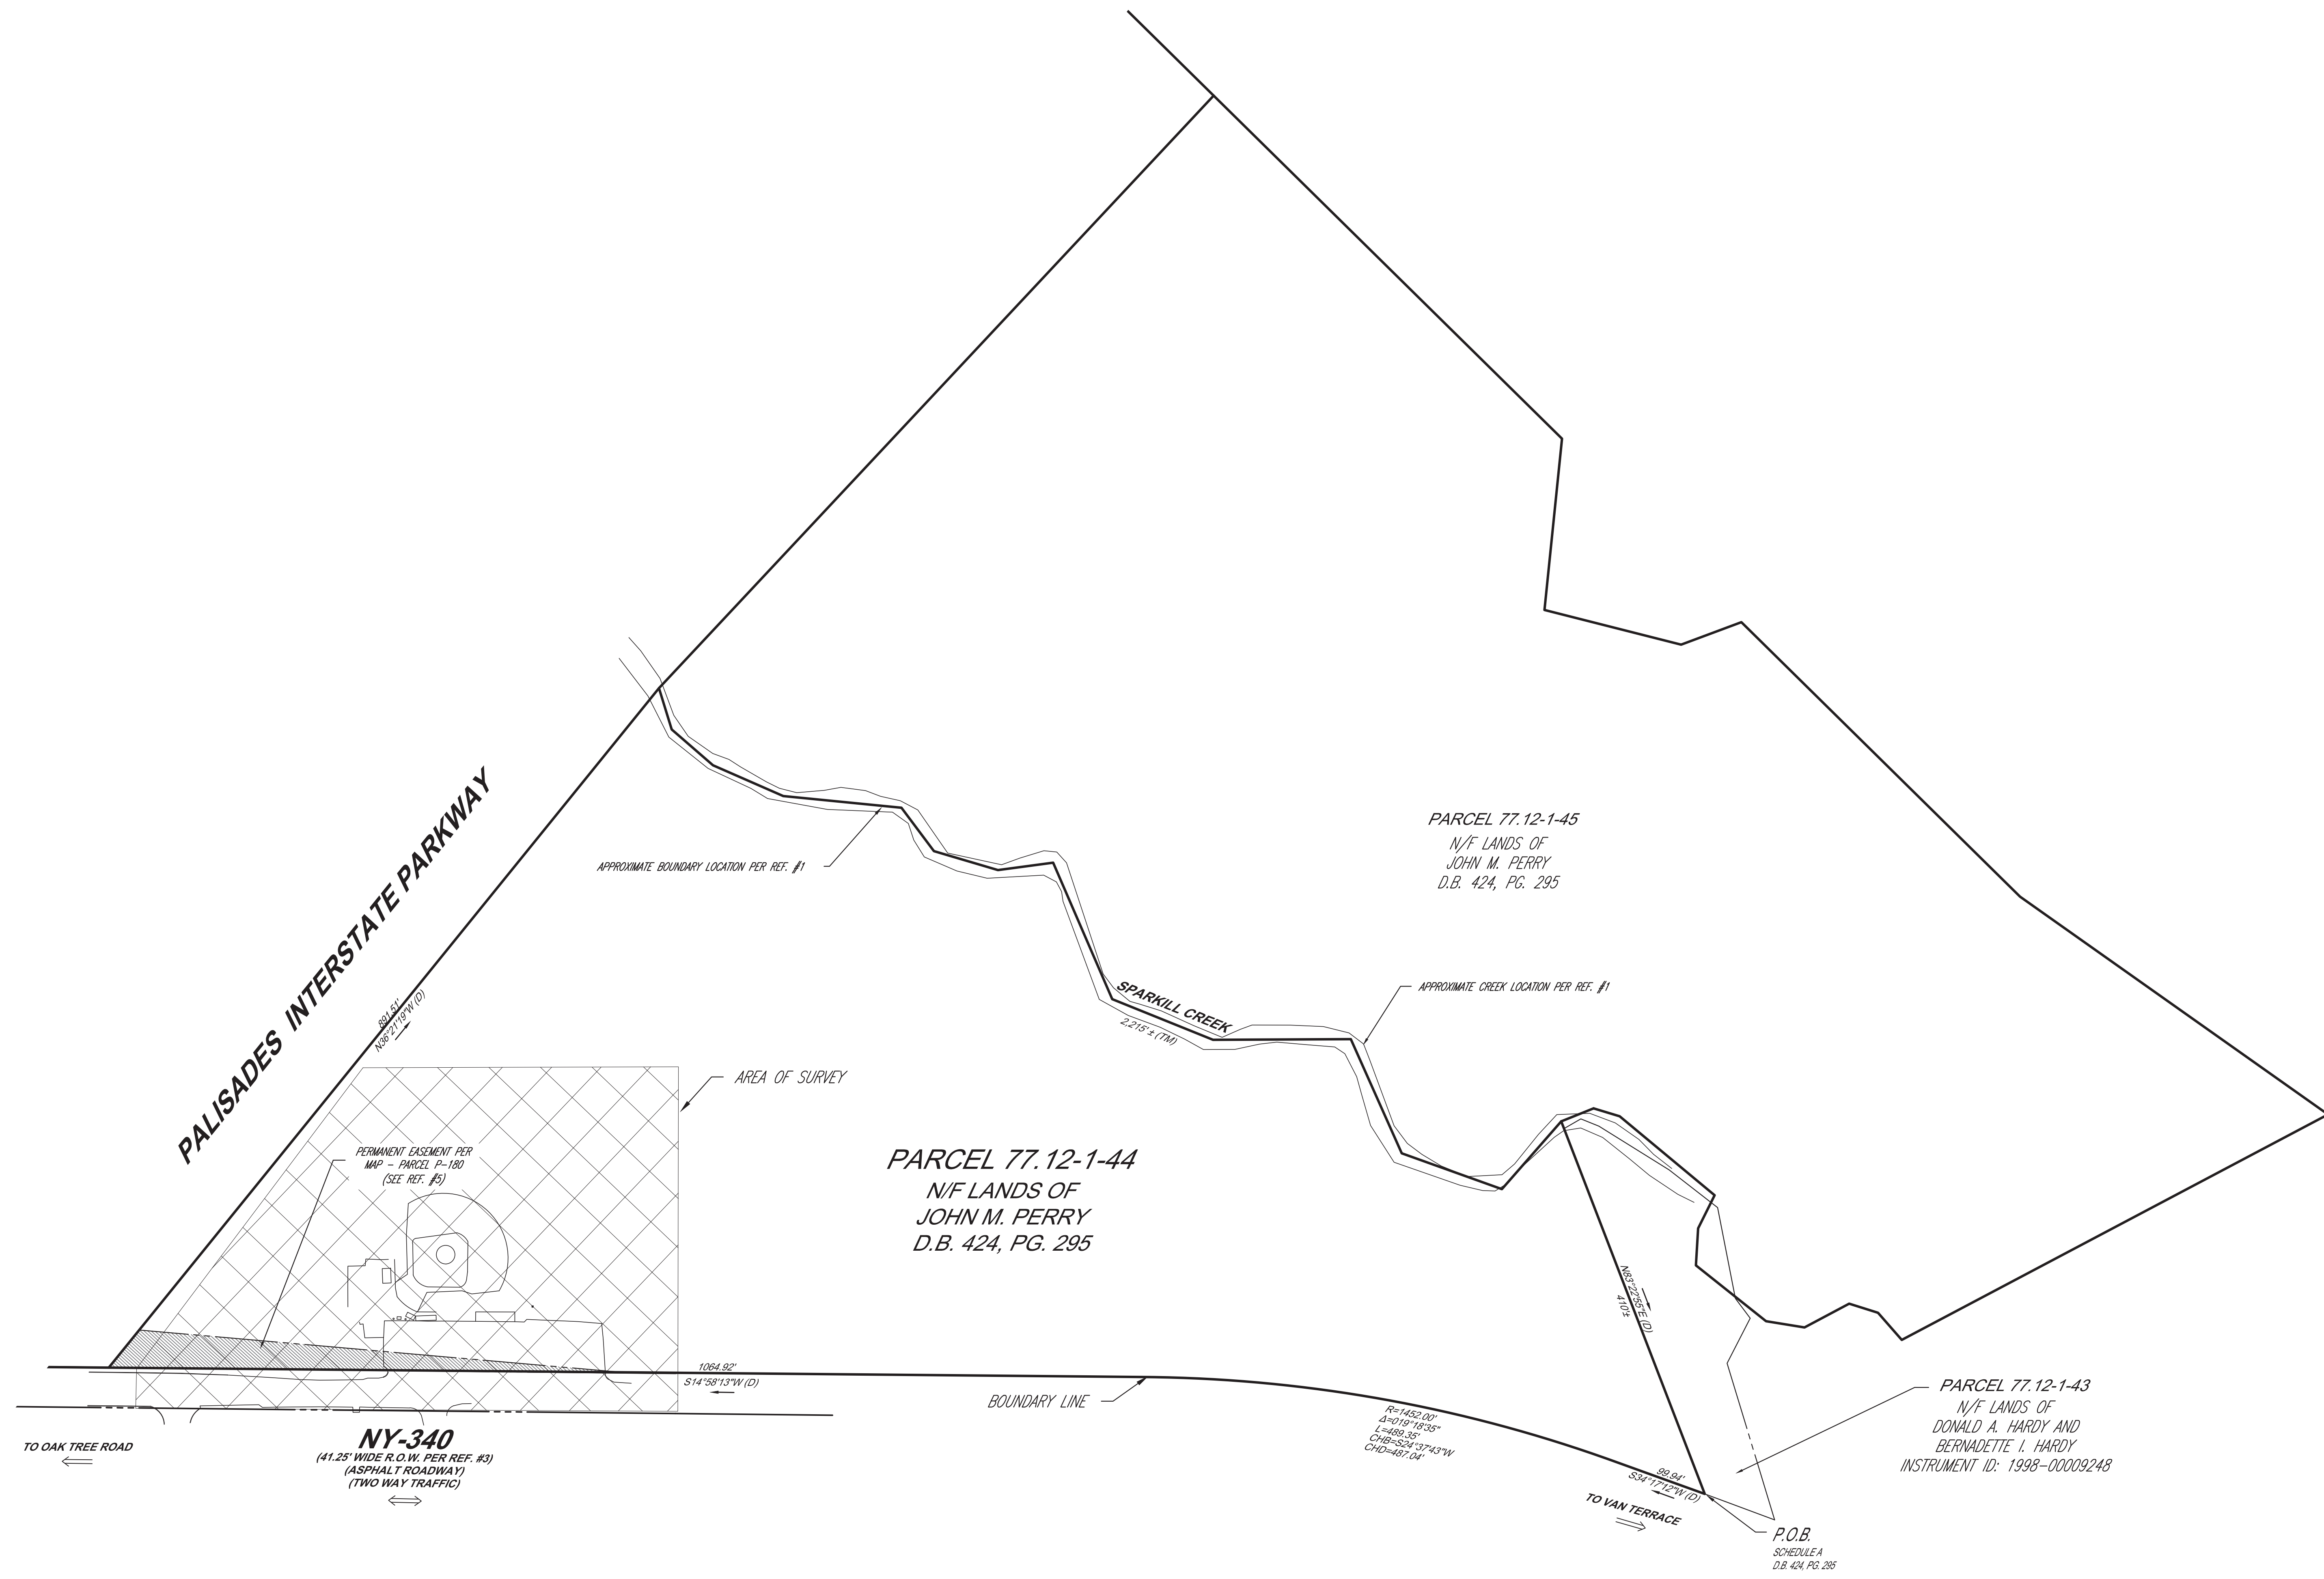 PARCEL 77.12-1-45
N/F LANDS OF
JOHN M. PERRY
D.B. 424, PG. 295
APPROXIMATE BOUNDARY LOCATION PER REF. #1
PALISADES INTERSTATE PARKWAY
891.51'
N36°21'19"W (D)
SPARKILL CREEK
2,215' ± (TM)
APPROXIMATE CREEK LOCATION PER REF. #1
AREA OF SURVEY
PERMANENT EASEMENT PER
MAP - PARCEL P-180
(SEE REF. #5)
PARCEL 77.12-1-44
N/F LANDS OF
JOHN M. PERRY
D.B. 424, PG. 295
N83°22'55"E (D)
410'±
1064.92'
S14°58'13"W (D)
BOUNDARY LINE
R=1452.00'
Δ=019°18'35"
L=489.35'
CHB=S24°37'43"W
CHD=487.04'
PARCEL 77.12-1-43
N/F LANDS OF
DONALD A. HARDY AND
BERNADETTE I. HARDY
INSTRUMENT ID: 1998-00009248
TO OAK TREE ROAD
NY-340
(41.25' WIDE R.O.W. PER REF. #3)
(ASPHALT ROADWAY)
(TWO WAY TRAFFIC)
99.94'
S34°17'12"W (D)
TO VAN TERRACE
P.O.B.
SCHEDULE A
D.B. 424, PG. 295